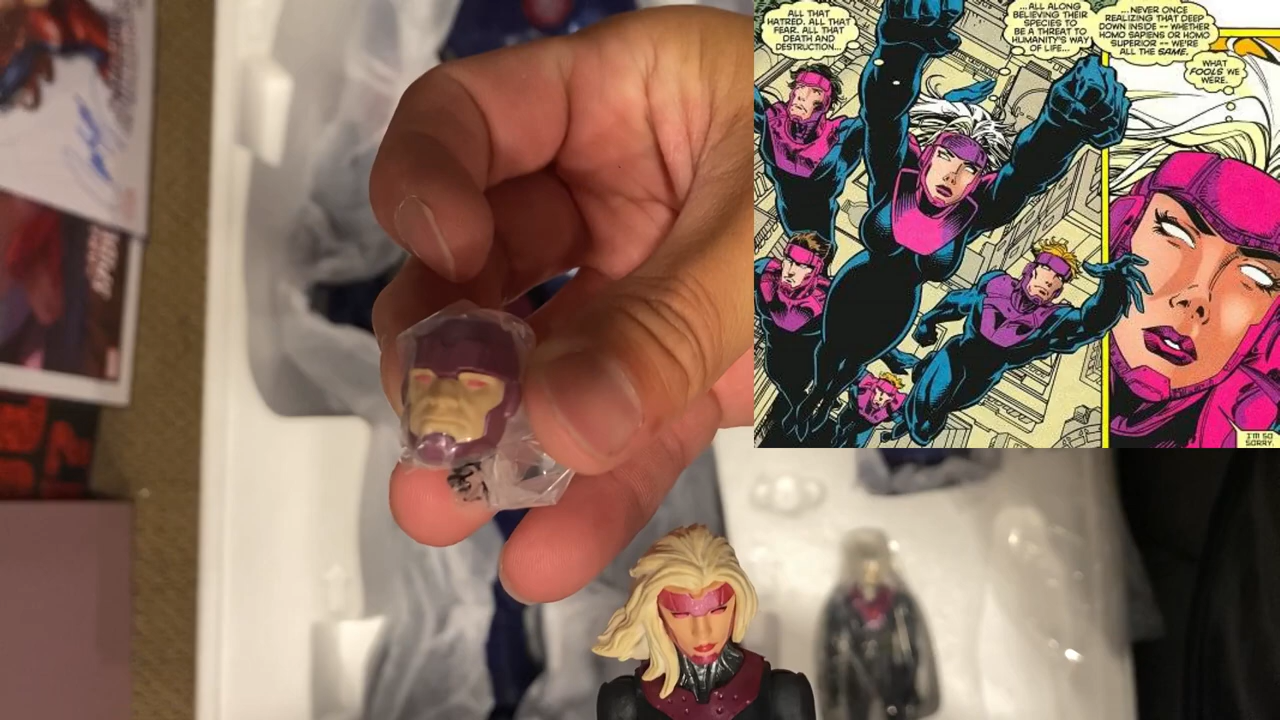 ALL THAT
HATRED. ALL THAT
FEAR. ALL THAT
DEATH AND
DESTRUCTION...
...ALL ALONG
BELIEVING THEIR
SPECIES TO
BE A THREAT TO
HUMANITY'S WAY
OF LIFE...
...NEVER ONCE
REALIZING THAT DEEP
DOWN INSIDE -- WHETHER
HOMO SAPIENS OR HOMO
SUPERIOR -- WE'RE
ALL THE SAME.
WHAT
FOOLS WE
WERE.
I'M SO
SORRY.